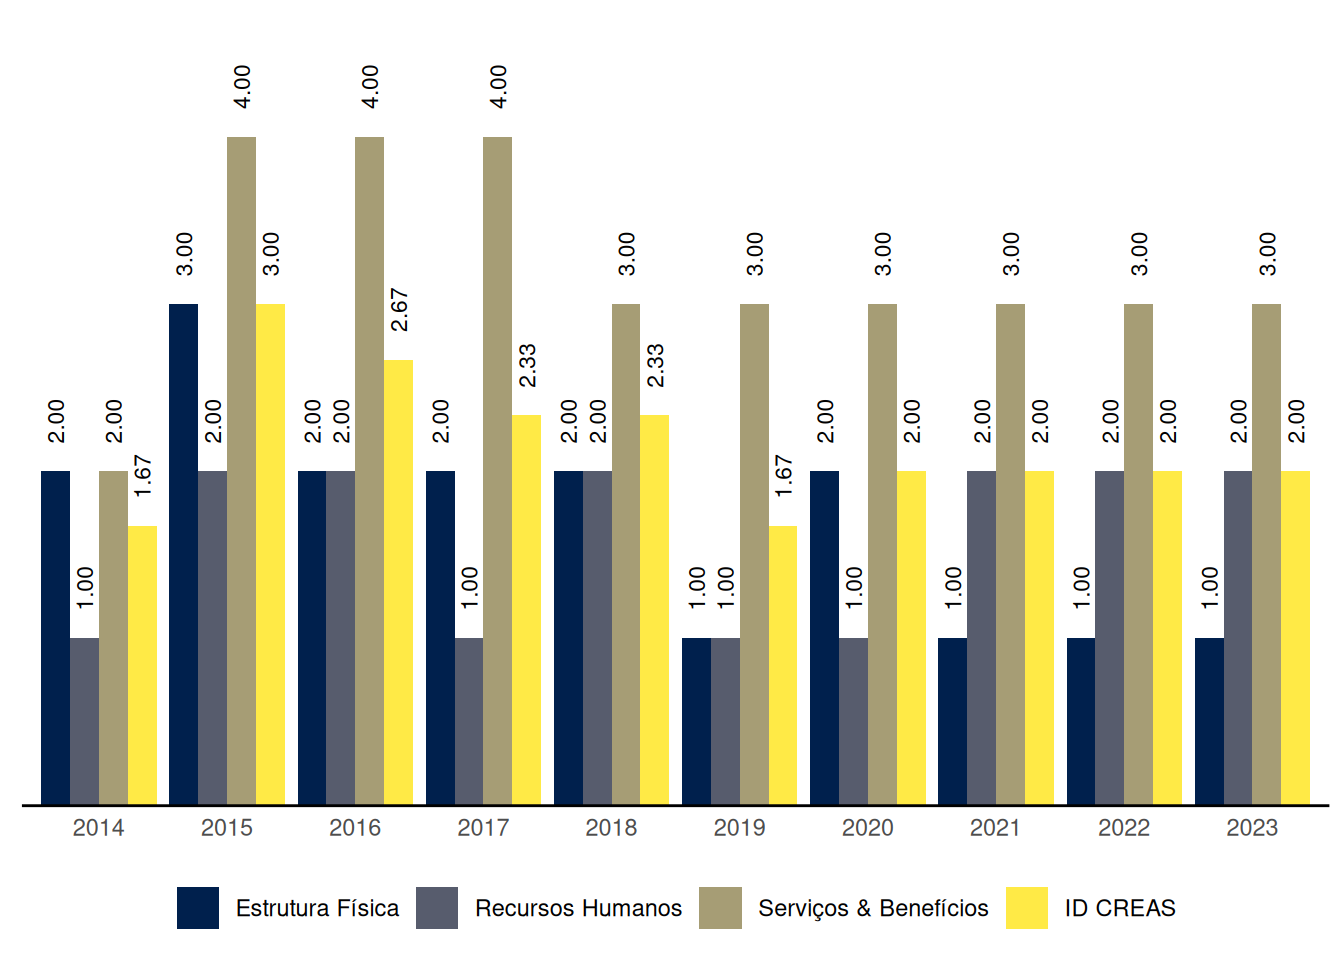 4.00 4.00 4.00
3.00 3.00 3.00 3.00 3.00 3.00 3.00 3.00
2.67
2.33 2.33
2.00 2.00 2.00 2.00 2.00 2.00 2.00 2.00 2.00 2.00 2.00 2.00 2.00 2.00 2.00 2.00
1.67 1.67
1.00 1.00 1.00 1.00 1.00 1.00 1.00 1.00
2014 2015 2016 2017 2018 2019 2020 2021 2022 2023
Estrutura Física Recursos Humanos Serviços & Benefícios ID CREAS